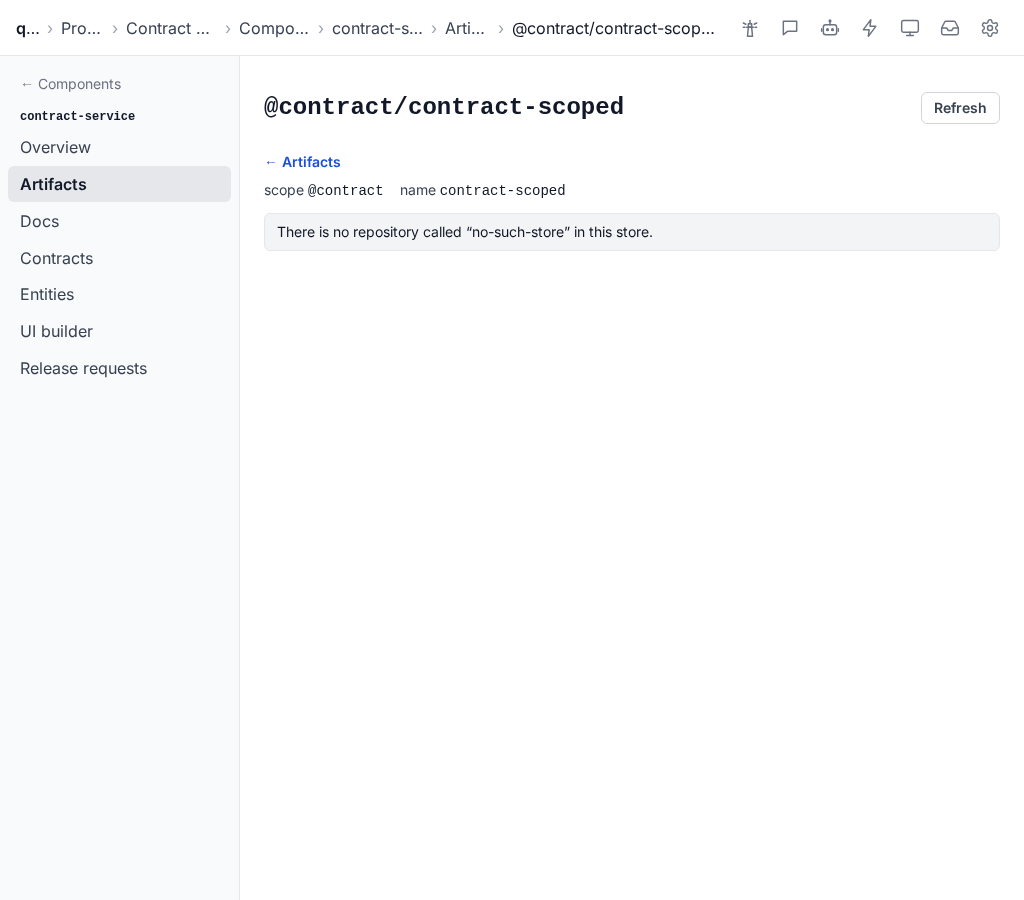 q... › Pro... › Contract ... › Compo... › contract-s... › Arti... › @contract/contract-scop...
← Components
contract-service
Overview
Artifacts
Docs
Contracts
Entities
UI builder
Release requests
@contract/contract-scoped
Refresh
← Artifacts
scope @contract name contract-scoped
There is no repository called “no-such-store” in this store.